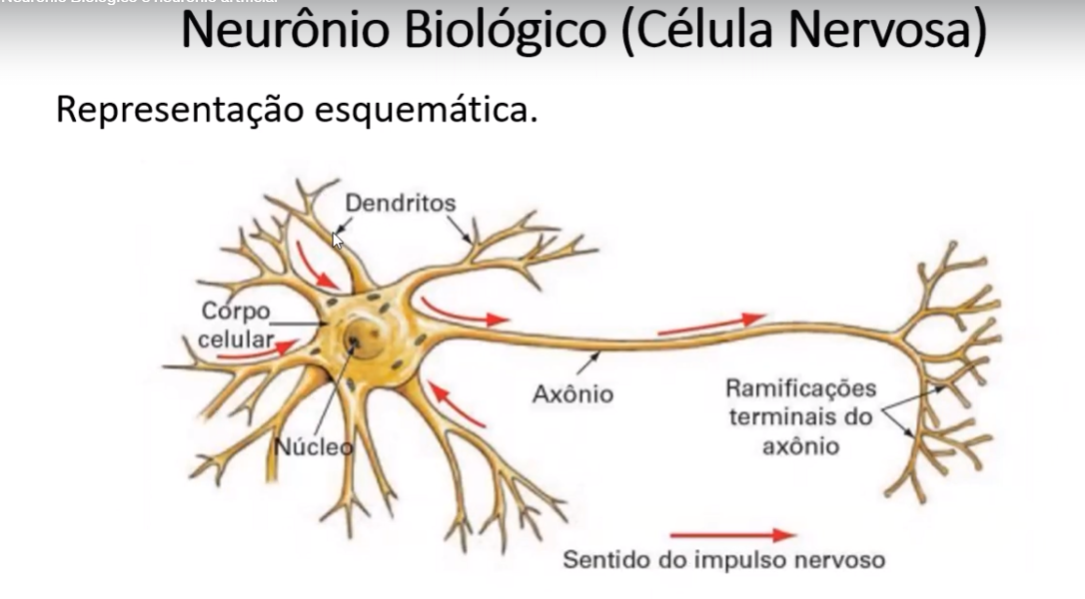 Neurônio Biológico e neurônio artificial
Neurônio Biológico (Célula Nervosa)
Representação esquemática.
Dendritos
Corpo
celular
Núcleo
Axônio
Ramificações
terminais do
axônio
Sentido do impulso nervoso